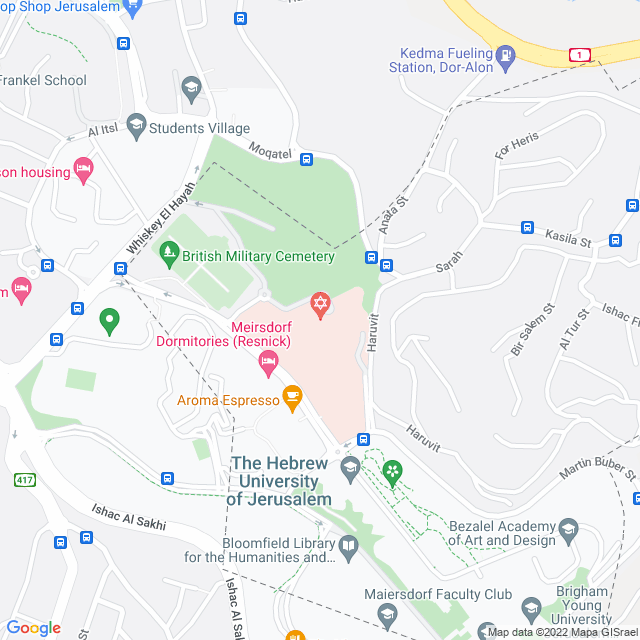 op Shop Jerusalem
Kedma Fueling
Station, Dor-Alon
1
Frankel School
Al Itsl
Students Village
Moqatel
For Heris
son housing
Whiskey El Hayah
Anata St
Kasila St
British Military Cemetery
Sarah
m
Ishac Fi
Meirsdorf
Dormitories (Resnick)
Haruvit
Bir Salem St
Al Tur St
Aroma Espresso
Haruvit
The Hebrew
University
of Jerusalem
Martin Buber St
417
Ishac Al Sakhi
Bezalel Academy
of Art and Design
Bloomfield Library
for the Humanities and...
Ishac Al Sak
Maiersdorf Faculty Club
Brigham
Young
University
Google
Map data ©2022 Mapa GISrael